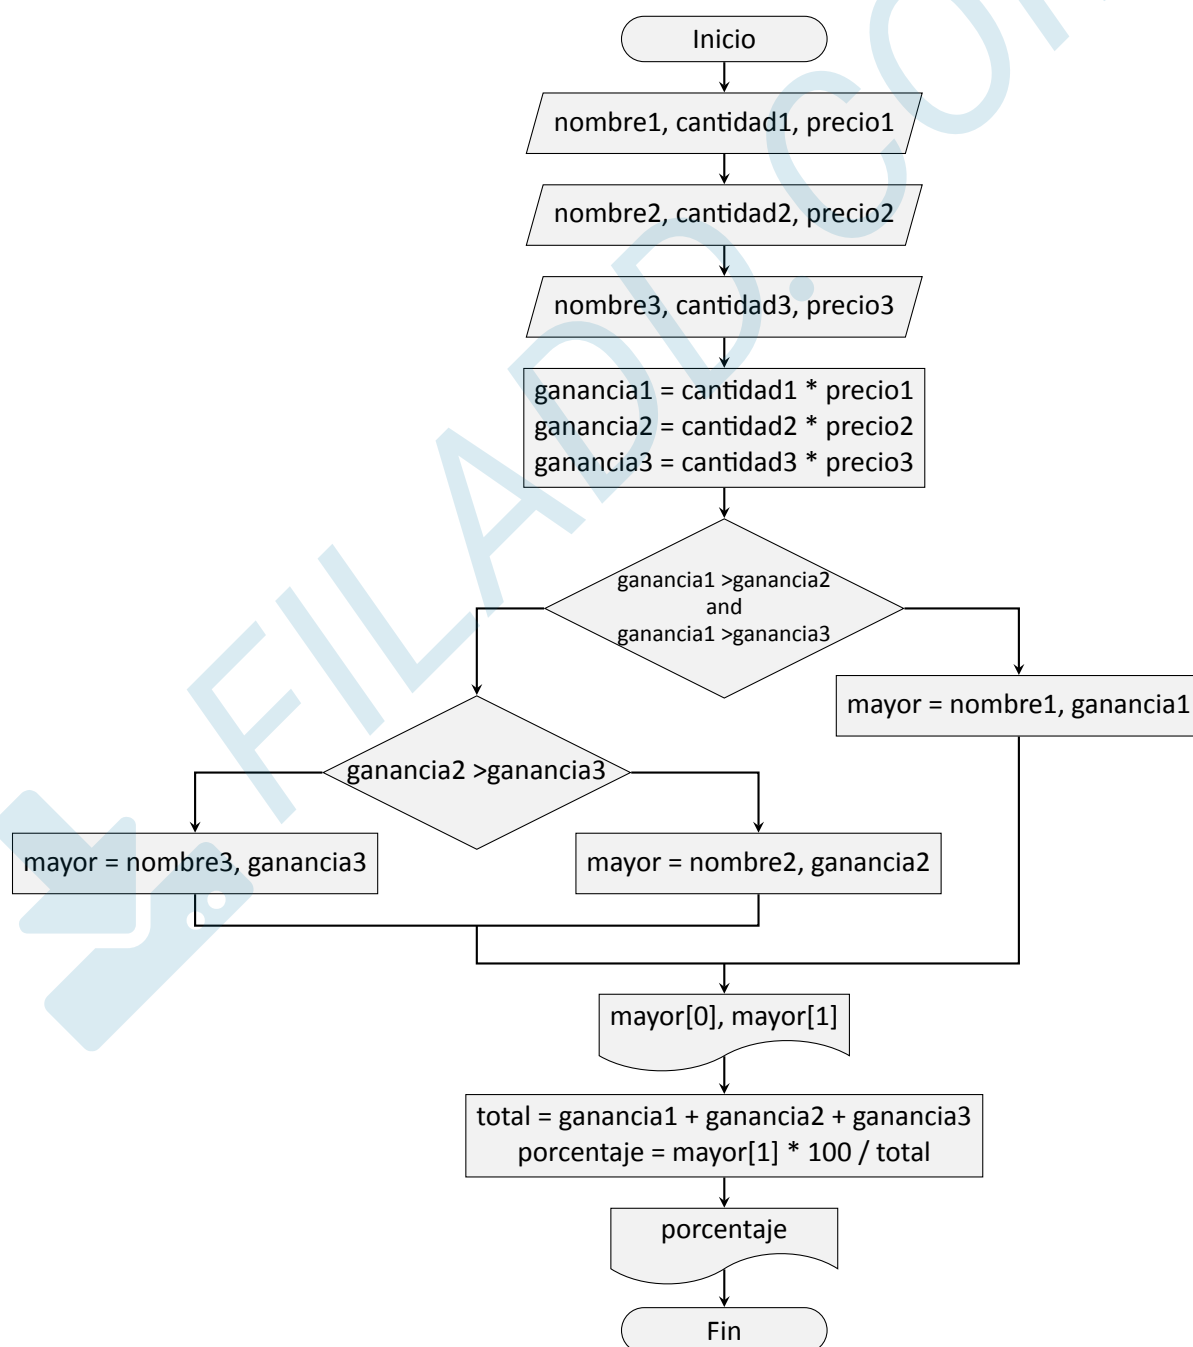 Inicio
nombre1, cantidad1, precio1
nombre2, cantidad2, precio2
nombre3, cantidad3, precio3
ganancia1 = cantidad1 * precio1
ganancia2 = cantidad2 * precio2
ganancia3 = cantidad3 * precio3
ganancia1 >ganancia2
and
ganancia1 >ganancia3
mayor = nombre1, ganancia1
ganancia2 >ganancia3
mayor = nombre3, ganancia3
mayor = nombre2, ganancia2
mayor[0], mayor[1]
total = ganancia1 + ganancia2 + ganancia3
porcentaje = mayor[1] * 100 / total
porcentaje
Fin
FILADD.CO